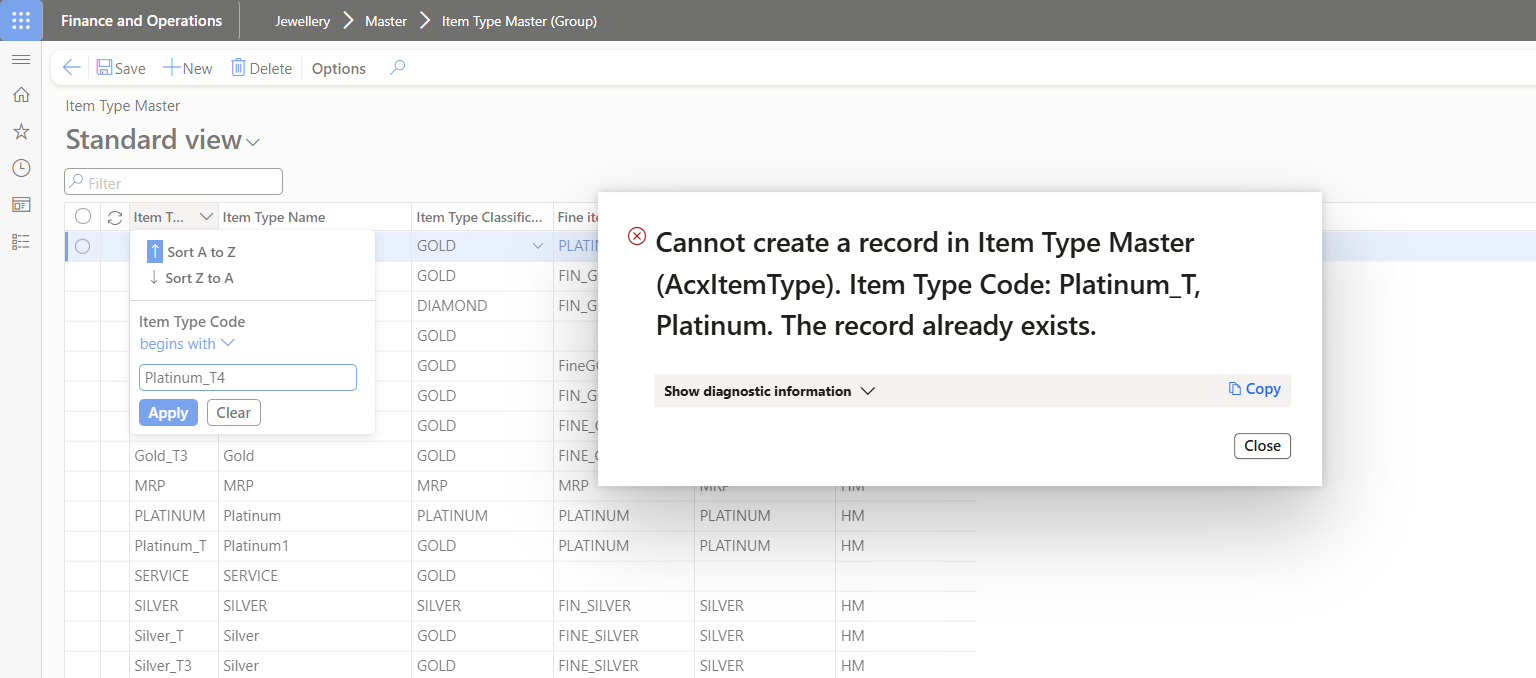 Finance and Operations
Jewellery > Master > Item Type Master (Group)
Save New Delete Options
Item Type Master
Standard view
Filter
Item T... Item Type Name Item Type Classific... Fine ite
GOLD PLATIN
Sort A to Z
Sort Z to A
GOLD FIN_G
DIAMOND FIN_G
Item Type Code
begins with
GOLD
GOLD FineG
Platinum_T4
GOLD FIN_G
Apply Clear
GOLD FINE_
Cannot create a record in Item Type Master
(AcxItemType). Item Type Code: Platinum_T,
Platinum. The record already exists.
Show diagnostic information Copy
Close
Gold_T3 Gold GOLD FINE_
MRP MRP MRP MRP MRP HM
PLATINUM Platinum PLATINUM PLATINUM PLATINUM HM
Platinum_T Platinum1 GOLD PLATINUM PLATINUM HM
SERVICE SERVICE GOLD
SILVER SILVER SILVER FIN_SILVER SILVER HM
Silver_T Silver GOLD FINE_SILVER SILVER HM
Silver_T3 Silver GOLD FINE_SILVER SILVER HM